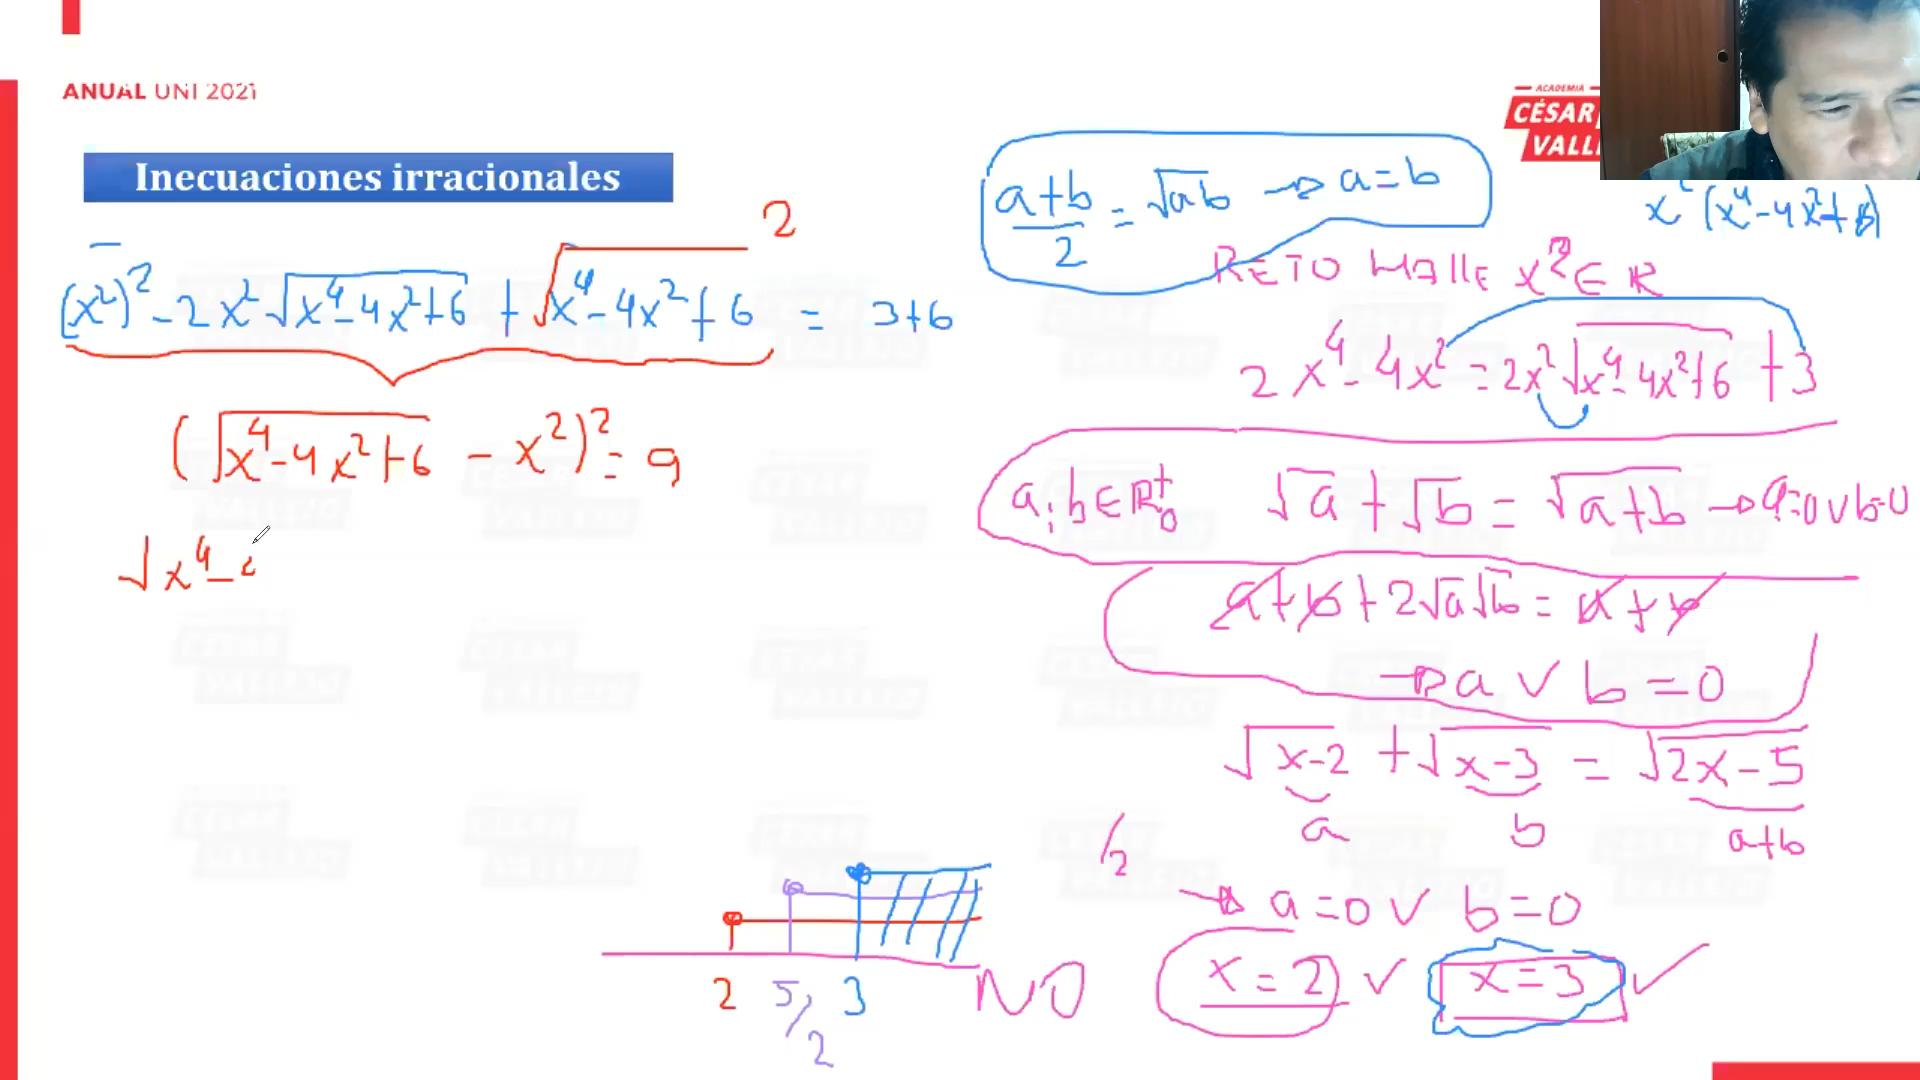 ANUAL UNI 2021
ACADEMIA
CÉSAR
VALLE
Inecuaciones irracionales
(x²)² - 2x²√(x⁴-4x²+6) + √(x⁴-4x²+6)² = 3+6
(√(x⁴-4x²+6) - x²)² = 9
√x⁴-
(a+b)/2 = √ab → a=b
x²(x⁴-4x²+6)
RETO HALLE x²∈R
2x⁴-4x² = 2x²√(x⁴-4x²+6) + 3
a; b∈R₀⁺ √a + √b = √(a+b) → a=0 ∨ b=0
a+b+2√a√b = a+b
→ a ∨ b = 0
√(x-2) + √(x-3) = √(2x-5)
a b a+b
→ a=0 ∨ b=0
x=2 ✓ x=3 ✓
2 5/2 3 NO